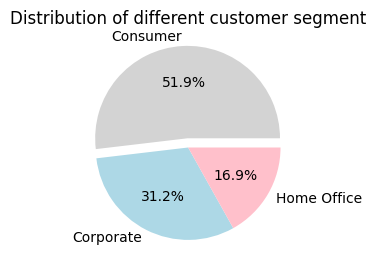 Distribution of different customer segment
Consumer
51.9%
16.9%
31.2%
Home Office
Corporate